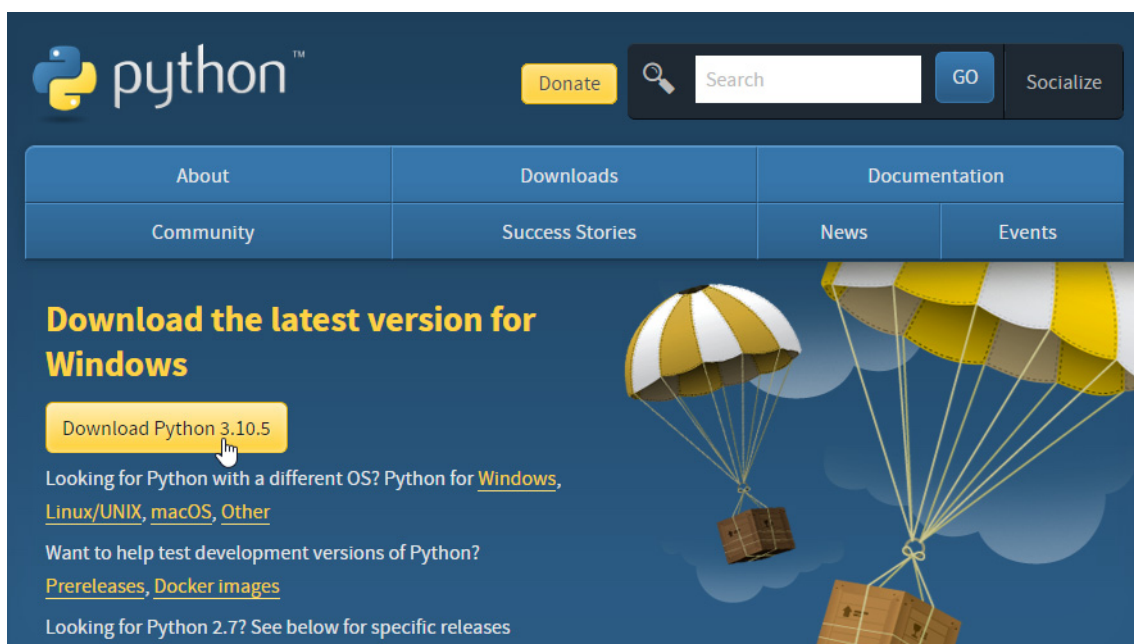 python™
Donate
Search
GO
Socialize
About
Downloads
Documentation
Community
Success Stories
News
Events
Download the latest version for
Windows
Download Python 3.10.5
Looking for Python with a different OS? Python for Windows,
Linux/UNIX, macOS, Other
Want to help test development versions of Python?
Prereleases, Docker images
Looking for Python 2.7? See below for specific releases